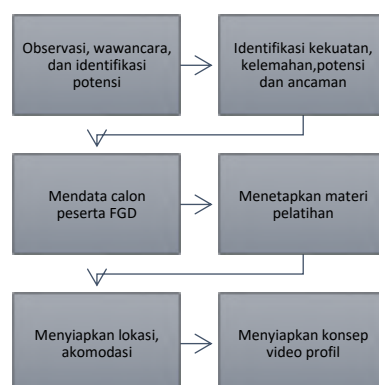 Observasi, wawancara,
dan identifikasi
potensi
Identifikasi kekuatan,
kelemahan,potensi
dan ancaman
Mendata calon
peserta FGD
Menetapkan materi
pelatihan
Menyiapkan lokasi,
akomodasi
Menyiapkan konsep
video profil